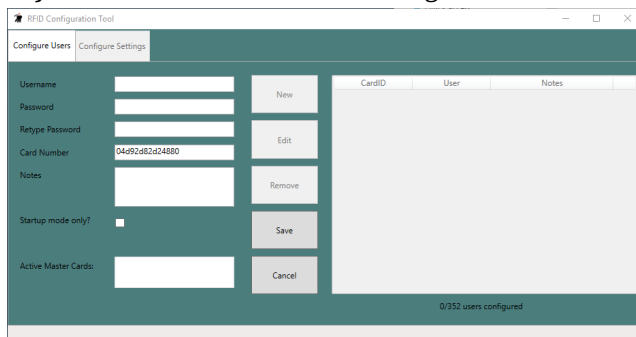 RFID Configuration Tool
Configure Users Configure Settings
Username
Password
Retype Password
Card Number 04d92d82d24880
Notes
Startup mode only?
Active Master Cards:
New
Edit
Remove
Save
Cancel
CardID User Notes
0/352 users configured